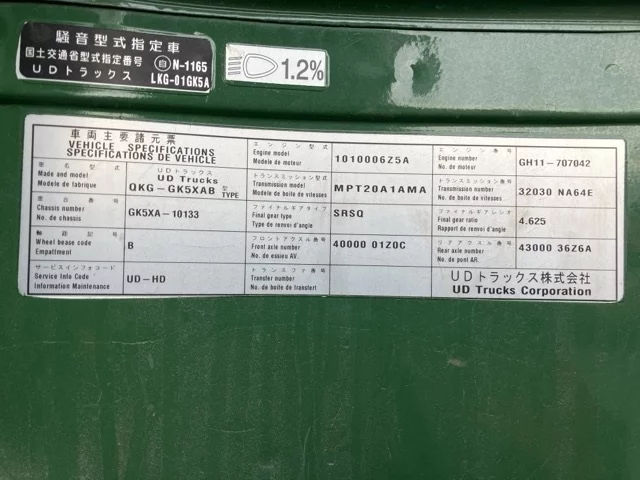 騒音型式指定車
国土交通省型式指定番号 自 N-1165
UDトラックス LKG-01GK5A
1.2%
車両主要諸元票
VEHICLE SPECIFICATIONS
SPECIFICATIONS DE VEHICLE
車名型式
Made and model
Modele de fabrique
UDトラックス
UD Trucks
QKG-GK5XAB 型 TYPE
車台番号
Chassis number
No. de chassis
GK5XA-10133
軸距記号
Wheel base code
Empattment
B
サービスインフォコード
Service Info Code
Information Maintenance
UD-HD
エンジン型式
Engine model
Modele de moteur
1010006Z5A
トランスミッション型式
Transmission model
Modele de boite de vitesses
MPT20A1AMA
ファイナルギアタイプ
Final gear type
Type de renvoi d'angle
SRSQ
フロントアクスル番号
Front axle number
No. de essieu AV.
40000 01Z0C
トランスファ番号
Transfer number
No. de boite de transfert
エンジン番号
Engine number
No. de moteur
GH11-707042
トランスミッション番号
Transmission number
No. de boite de vitesses
32030 NA64E
ファイナルギアレシオ
Final gear ratio
Rapport de renvoi d'angle
4.625
リアアクスル番号
Rear axle number
No. de pont AR.
43000 36Z6A
UDトラックス株式会社
UD Trucks Corporation